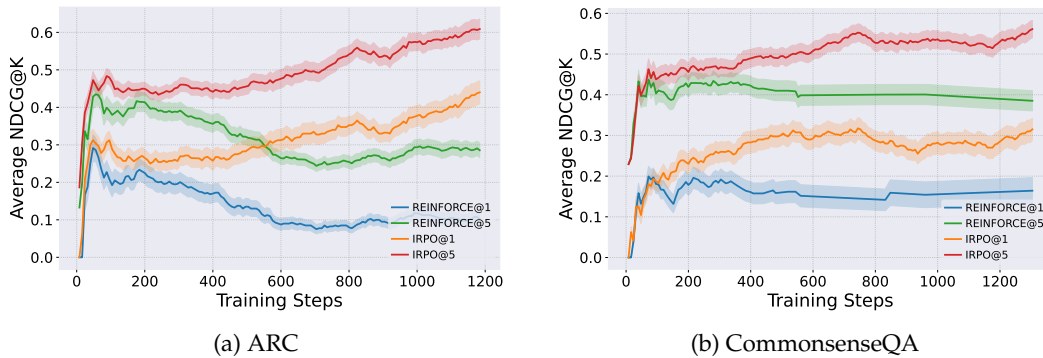 Average NDCG@K
0.6
0.5
0.4
0.3
0.2
0.1
0.0
REINFORCE@1
REINFORCE@5
IRPO@1
IRPO@5
0 200 400 600 800 1000 1200
Training Steps
(a) ARC
Average NDCG@K
0.6
0.5
0.4
0.3
0.2
0.1
0.0
REINFORCE@1
REINFORCE@5
IRPO@1
IRPO@5
0 200 400 600 800 1000 1200
Training Steps
(b) CommonsenseQA